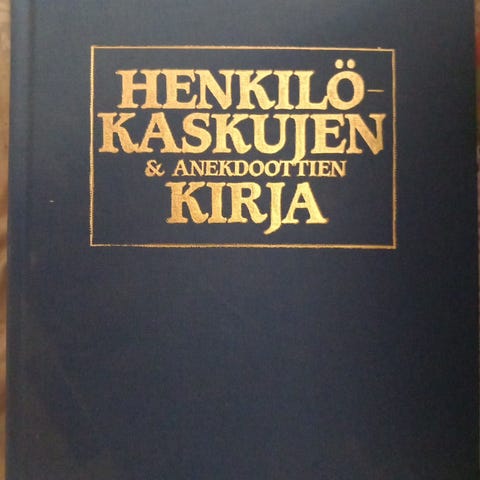 HENKILÖ-
KASKUJEN
& ANEKDOOTTIEN
KIRJA